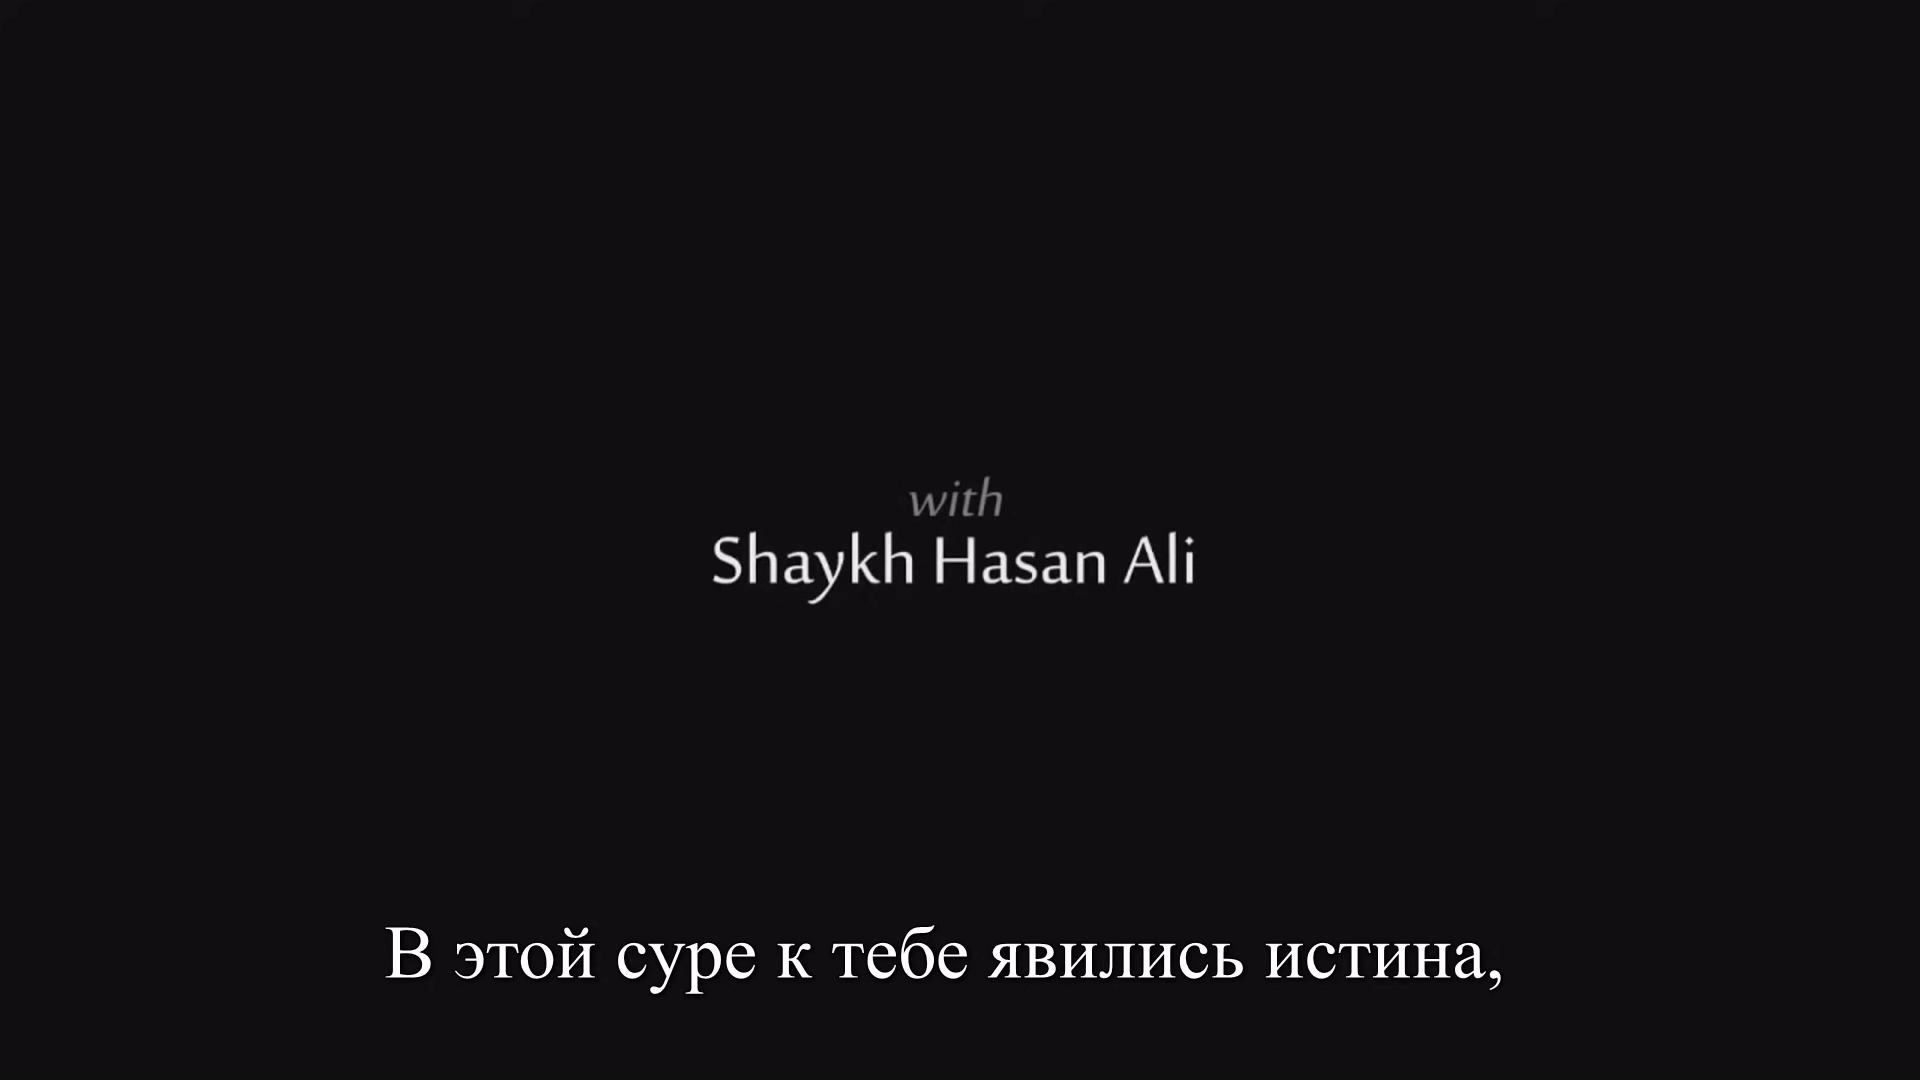 with
Shaykh Hasan Ali
В этой суре к тебе явились истина,